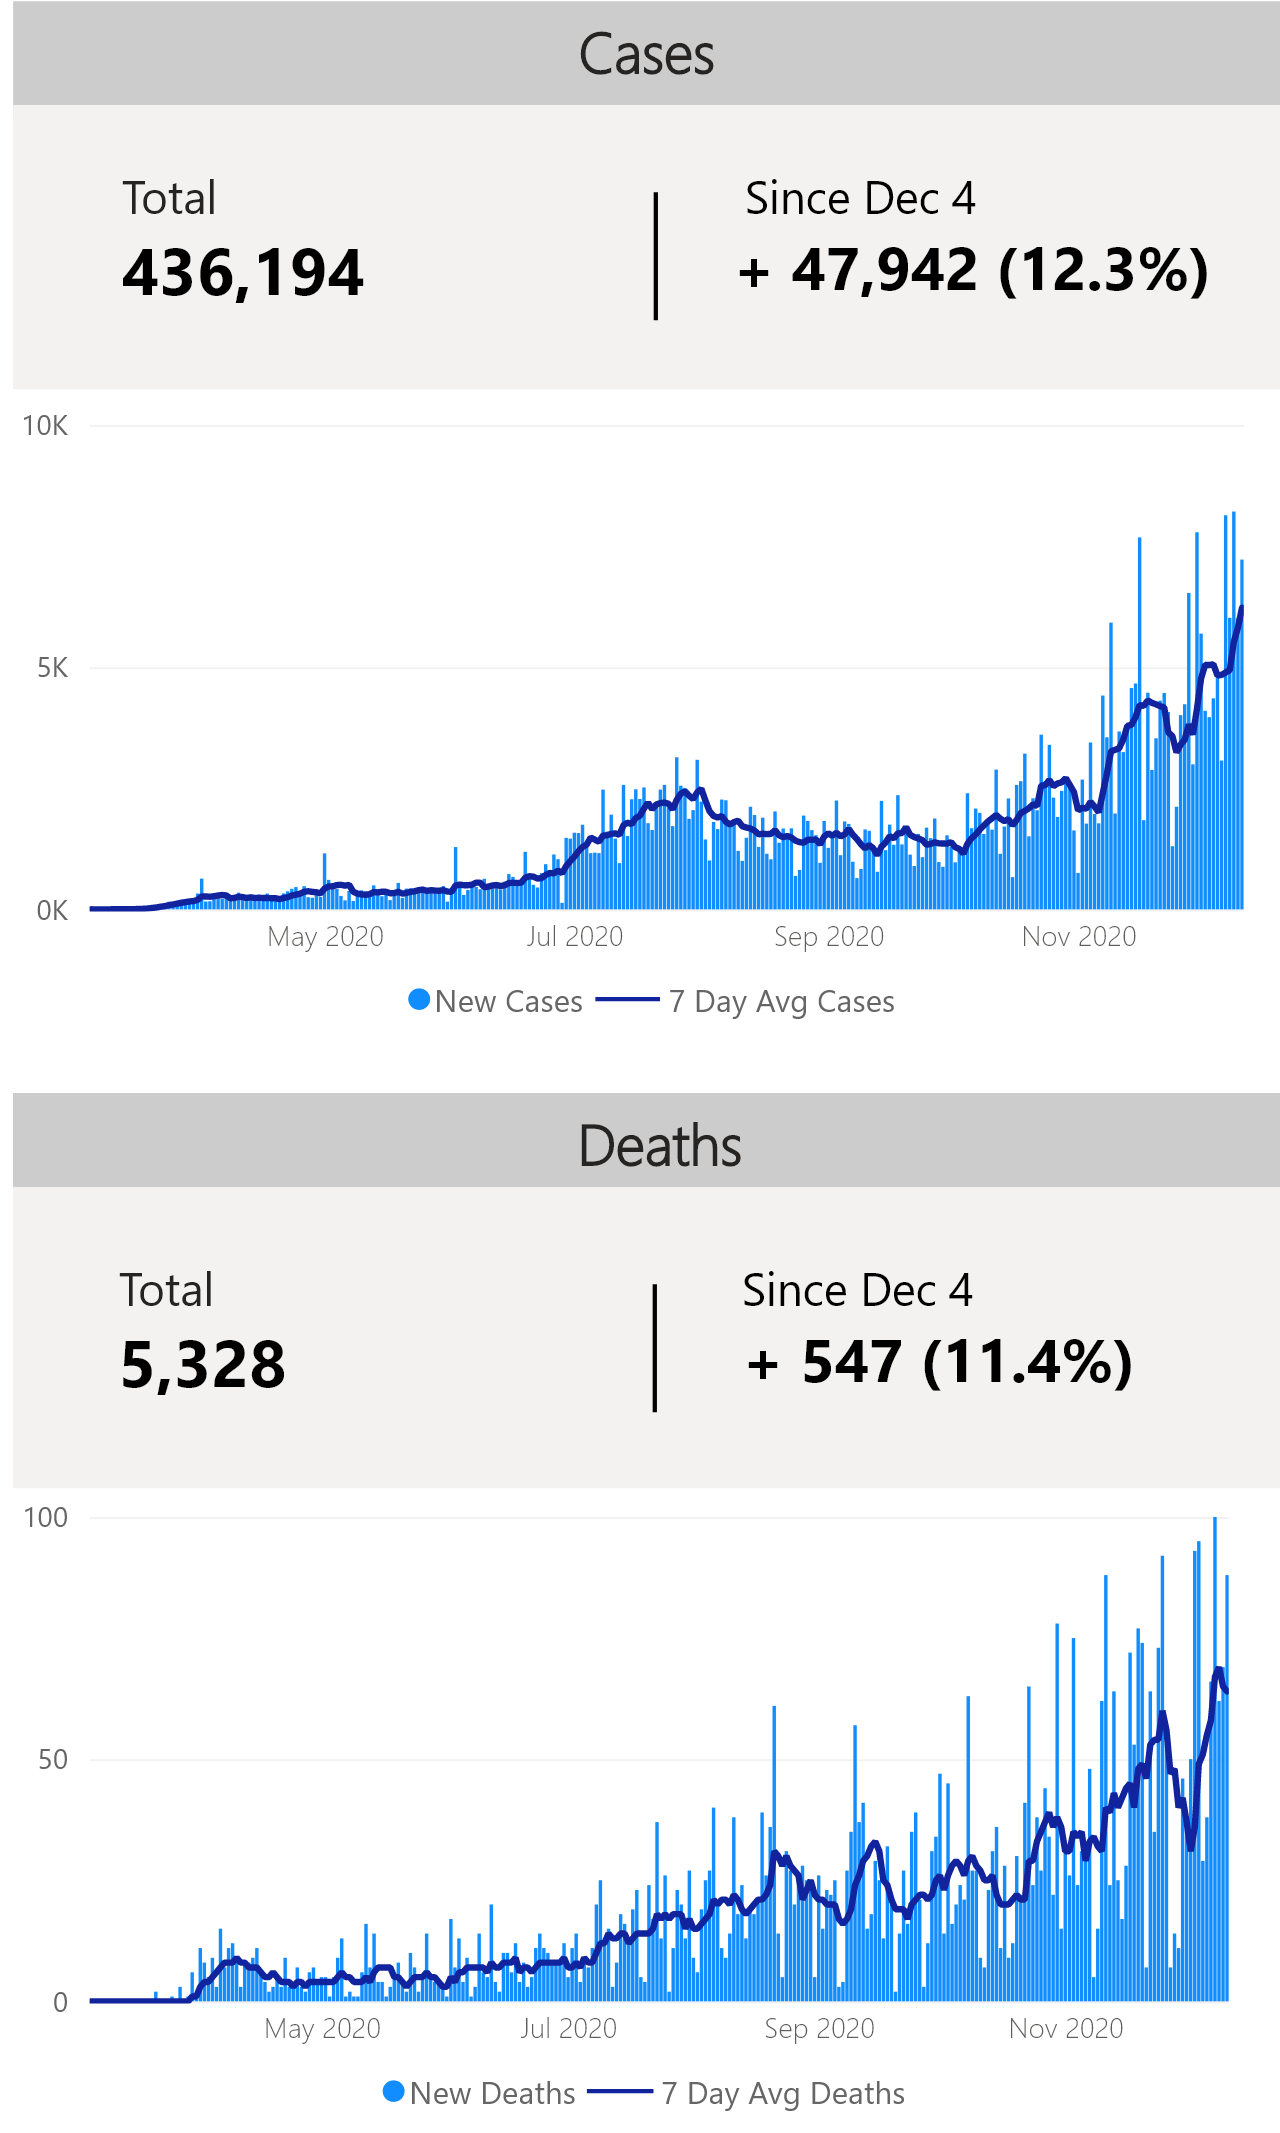 Cases
Total
Since Dec 4
436,194
+ 47,942 (12.3%)
10K
5K
0K
May 2020
Jul 2020
Sep 2020
Nov 2020
New Cases
7 Day Avg Cases
Deaths
Total
Since Dec 4
5,328
+ 547 (11.4%)
100
50
0
May 2020
Jul 2020
Sep 2020
Nov 2020
New Deaths
7 Day Avg Deaths